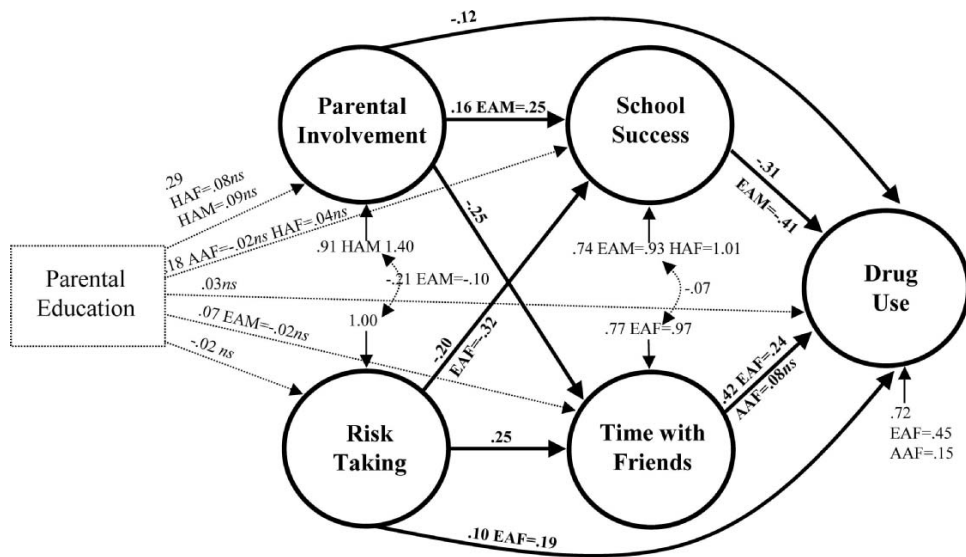 -.12
Parental
Involvement
.16 EAM=.25
School
Success
-.31
EAM=-.41
.29
HAF=.08ns
HAM=.09ns
-.25
.18 AAF=-.02ns HAF=.04ns
.91 HAM 1.40
.74 EAM=.93 HAF=1.01
Parental
Education
-.21 EAM=-.10
-.07
Drug
Use
.03ns
1.00
.77 EAF=.97
.07 EAM=-.02ns
-.20
EAF=-.32
-.02 ns
.42 EAF=.24
AAF=.08ns
Risk
Taking
.25
Time with
Friends
.72
EAF=.45
AAF=.15
.10 EAF=.19